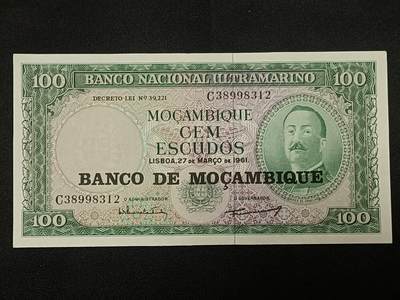 100 BANCO NACIONAL ULTRAMARINO 100
DECRETO-LEI Nº 39,221 C38998312
MOÇAMBIQUE
CEM
ESCUDOS
LISBOA, 27 DE MARÇO DE 1961.
BANCO DE MOÇAMBIQUE
C38998312 O ADMINISTRADOR O GOVERNADOR
100 100